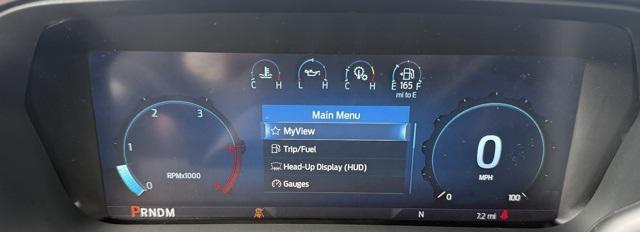 C H L H C H E 165 F
mi to E
Main Menu
MyView
Trip/Fuel
Head-Up Display (HUD)
Gauges
0 1 2 3
RPMx1000
0
MPH
0 100
PRNDM N 7.2 mi